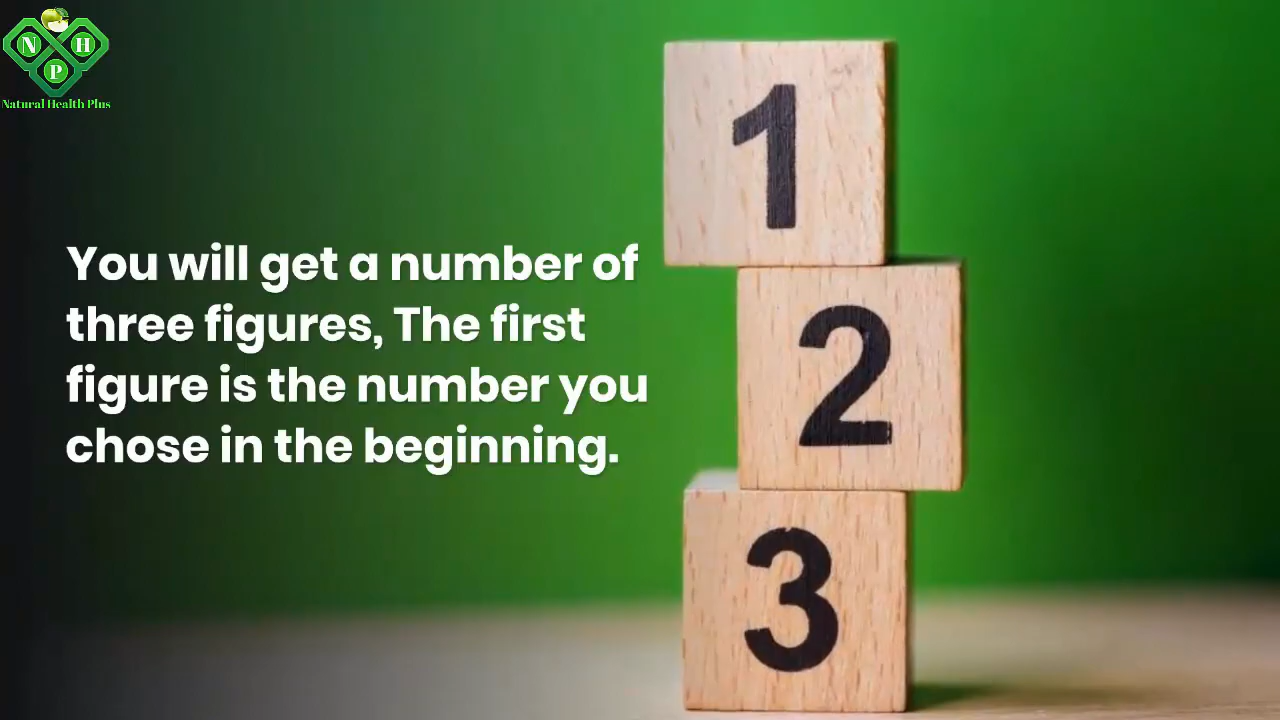 N H
P
Natural Health Plus
1
You will get a number of
three figures, The first
figure is the number you
chose in the beginning.
2
3